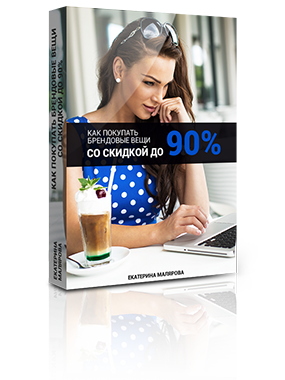 КАК ПОКУПАТЬ БРЕНДОВЫЕ ВЕЩИ
СО СКИДКОЙ ДО 90%
ЕКАТЕРИНА
МАЛЯРОВА
КАК ПОКУПАТЬ
БРЕНДОВЫЕ ВЕЩИ
СО СКИДКОЙ ДО 90%
ЕКАТЕРИНА МАЛЯРОВА